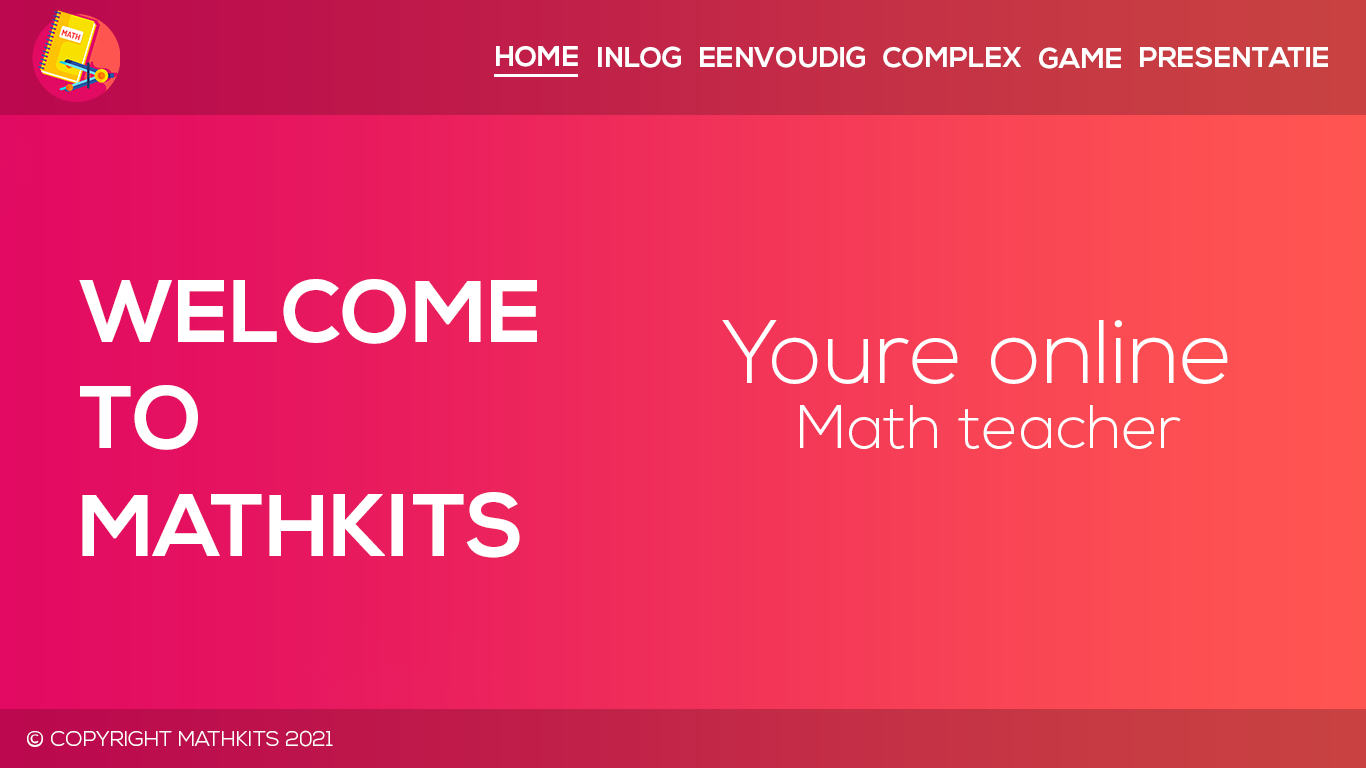 MATH
HOME INLOG EENVOUDIG COMPLEX GAME PRESENTATIE
WELCOME
TO
MATHKITS
Youre online
Math teacher
© COPYRIGHT MATHKITS 2021